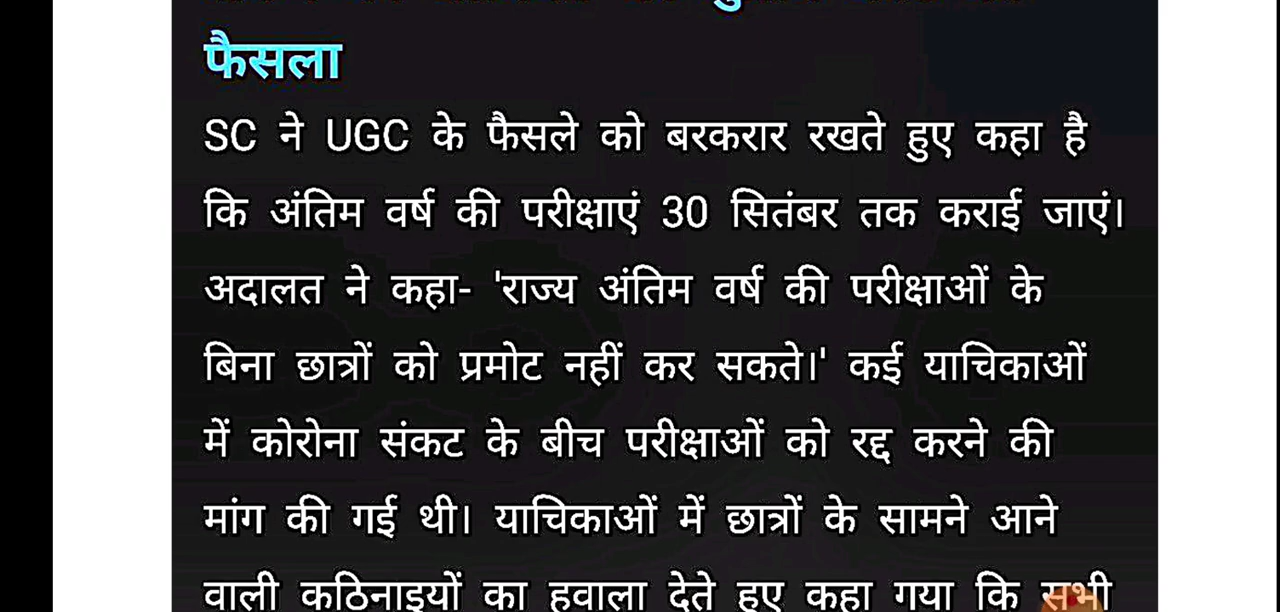 फैसला
SC ने UGC के फैसले को बरकरार रखते हुए कहा है
कि अंतिम वर्ष की परीक्षाएं 30 सितंबर तक कराई जाएं।
अदालत ने कहा- 'राज्य अंतिम वर्ष की परीक्षाओं के
बिना छात्रों को प्रमोट नहीं कर सकते।' कई याचिकाओं
में कोरोना संकट के बीच परीक्षाओं को रद्द करने की
मांग की गई थी। याचिकाओं में छात्रों के सामने आने
वाली कठिनाइयों का हवाला देते हुए कहा गया कि सभी